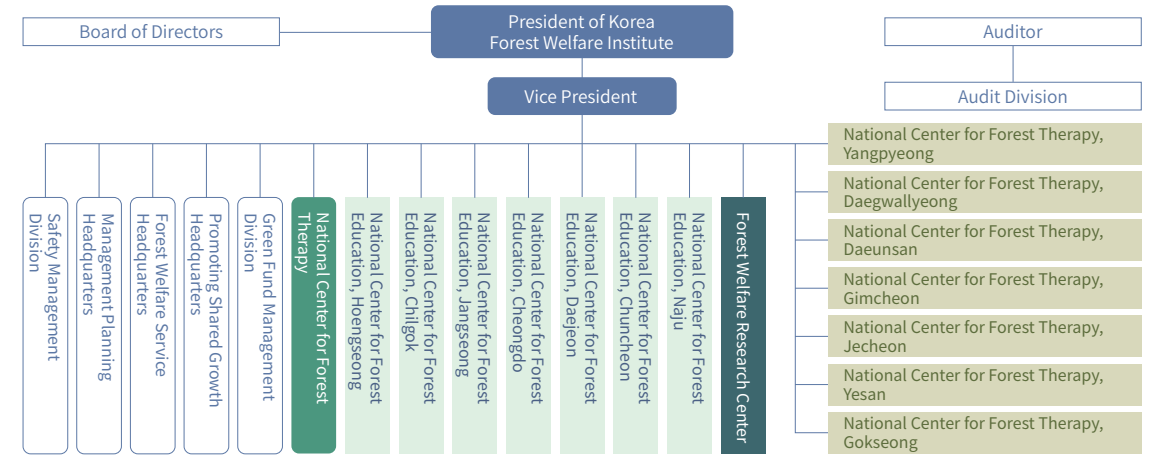 Board of Directors
President of Korea
Forest Welfare Institute
Auditor
Vice President
Audit Division
Safety Management
Division
Management Planning
Headquarters
Forest Welfare Service
Headquarters
Promoting Shared Growth
Headquarters
Green Fund Management
Division
National Center for Forest
Therapy
National Center for Forest
Education, Hoengseong
National Center for Forest
Education, Chilgok
National Center for Forest
Education, Jangseong
National Center for Forest
Education, Cheongdo
National Center for Forest
Education, Daejeon
National Center for Forest
Education, Chuncheon
National Center for Forest
Education, Naju
Forest Welfare Research Center
National Center for Forest Therapy,
Yangpyeong
National Center for Forest Therapy,
Daegwallyeong
National Center for Forest Therapy,
Daeunsan
National Center for Forest Therapy,
Gimcheon
National Center for Forest Therapy,
Jecheon
National Center for Forest Therapy,
Yesan
National Center for Forest Therapy,
Gokseong